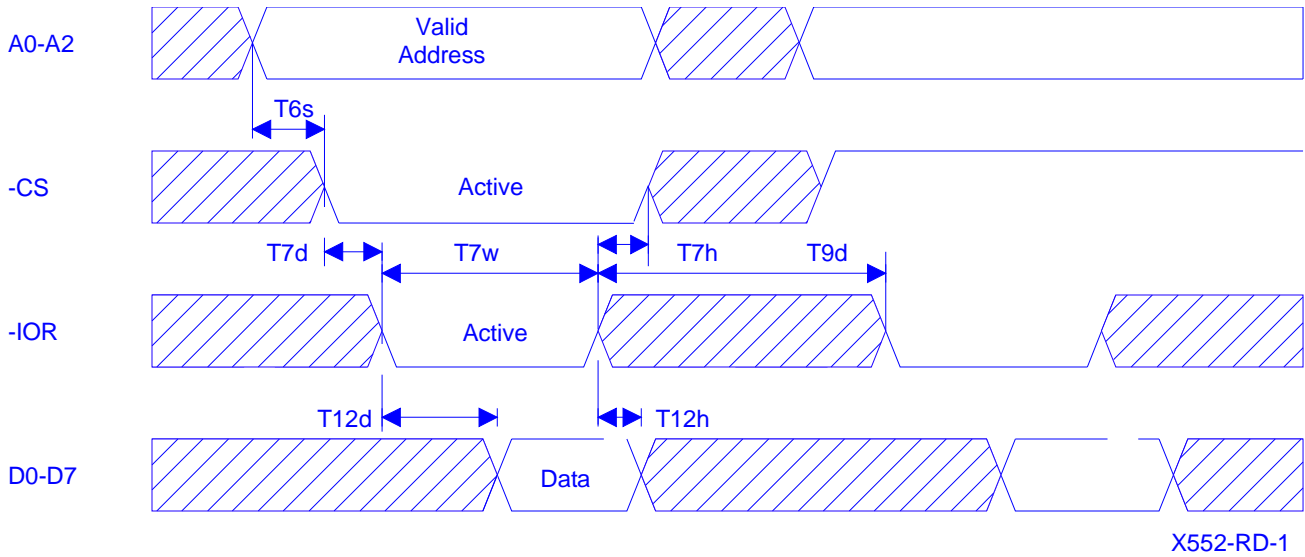 A0-A2
Valid
Address
T6s
-CS
Active
T7d
T7w
T7h
T9d
-IOR
Active
T12d
T12h
D0-D7
Data
X552-RD-1